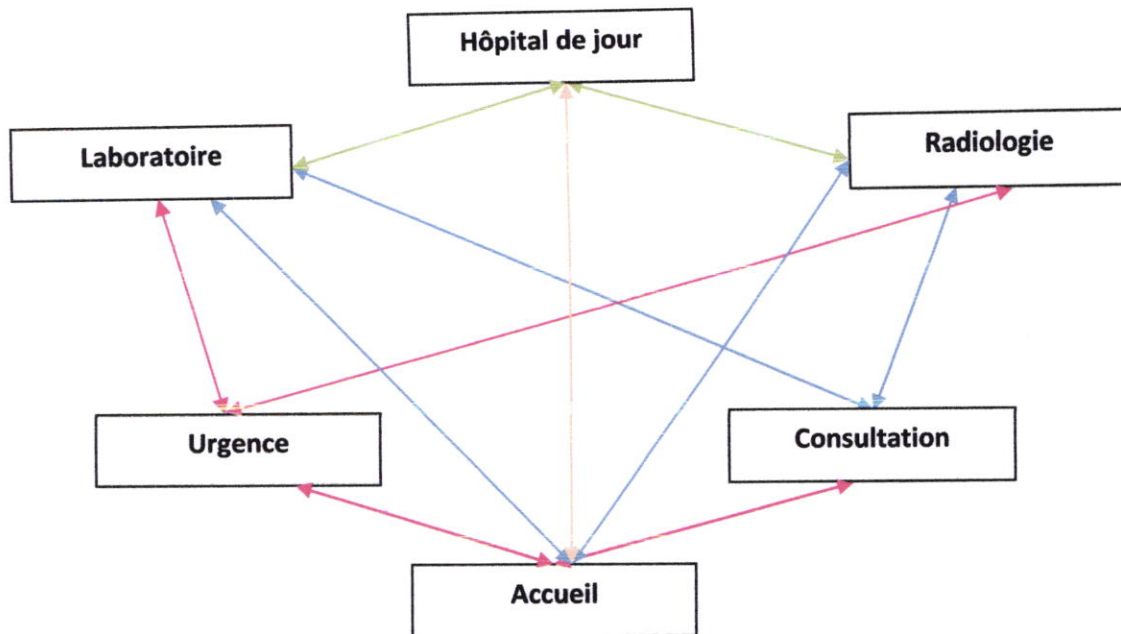 Hôpital de jour
Laboratoire
Radiologie
Urgence
Consultation
Accueil